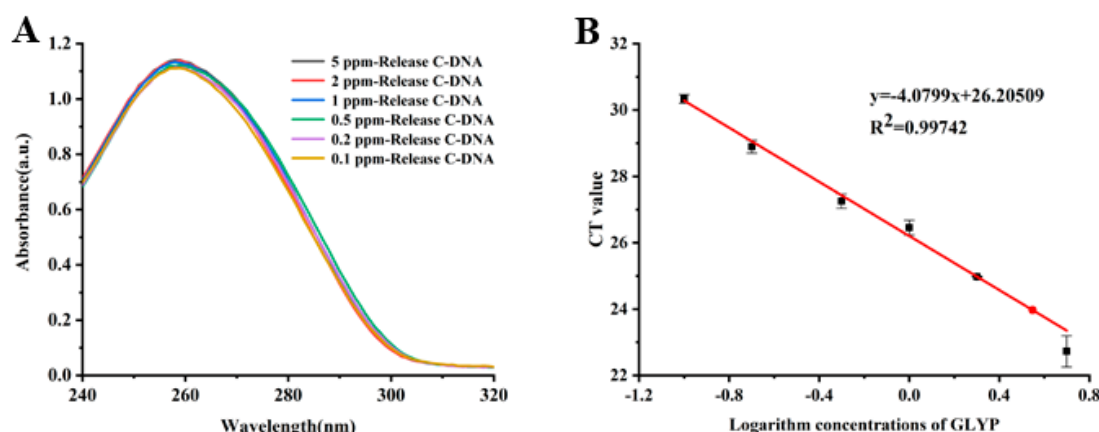 A
1.2
1.0
0.8
0.6
0.4
0.2
0.0
240
260
280
300
320
Absorbance(a.u.)
Wavelength(nm)
5 ppm-Release C-DNA
2 ppm-Release C-DNA
1 ppm-Release C-DNA
0.5 ppm-Release C-DNA
0.2 ppm-Release C-DNA
0.1 ppm-Release C-DNA
B
32
30
28
26
24
22
-1.2
-0.8
-0.4
0.0
0.4
0.8
CT value
Logarithm concentrations of GLYP
y=-4.0799x+26.20509
R²=0.99742